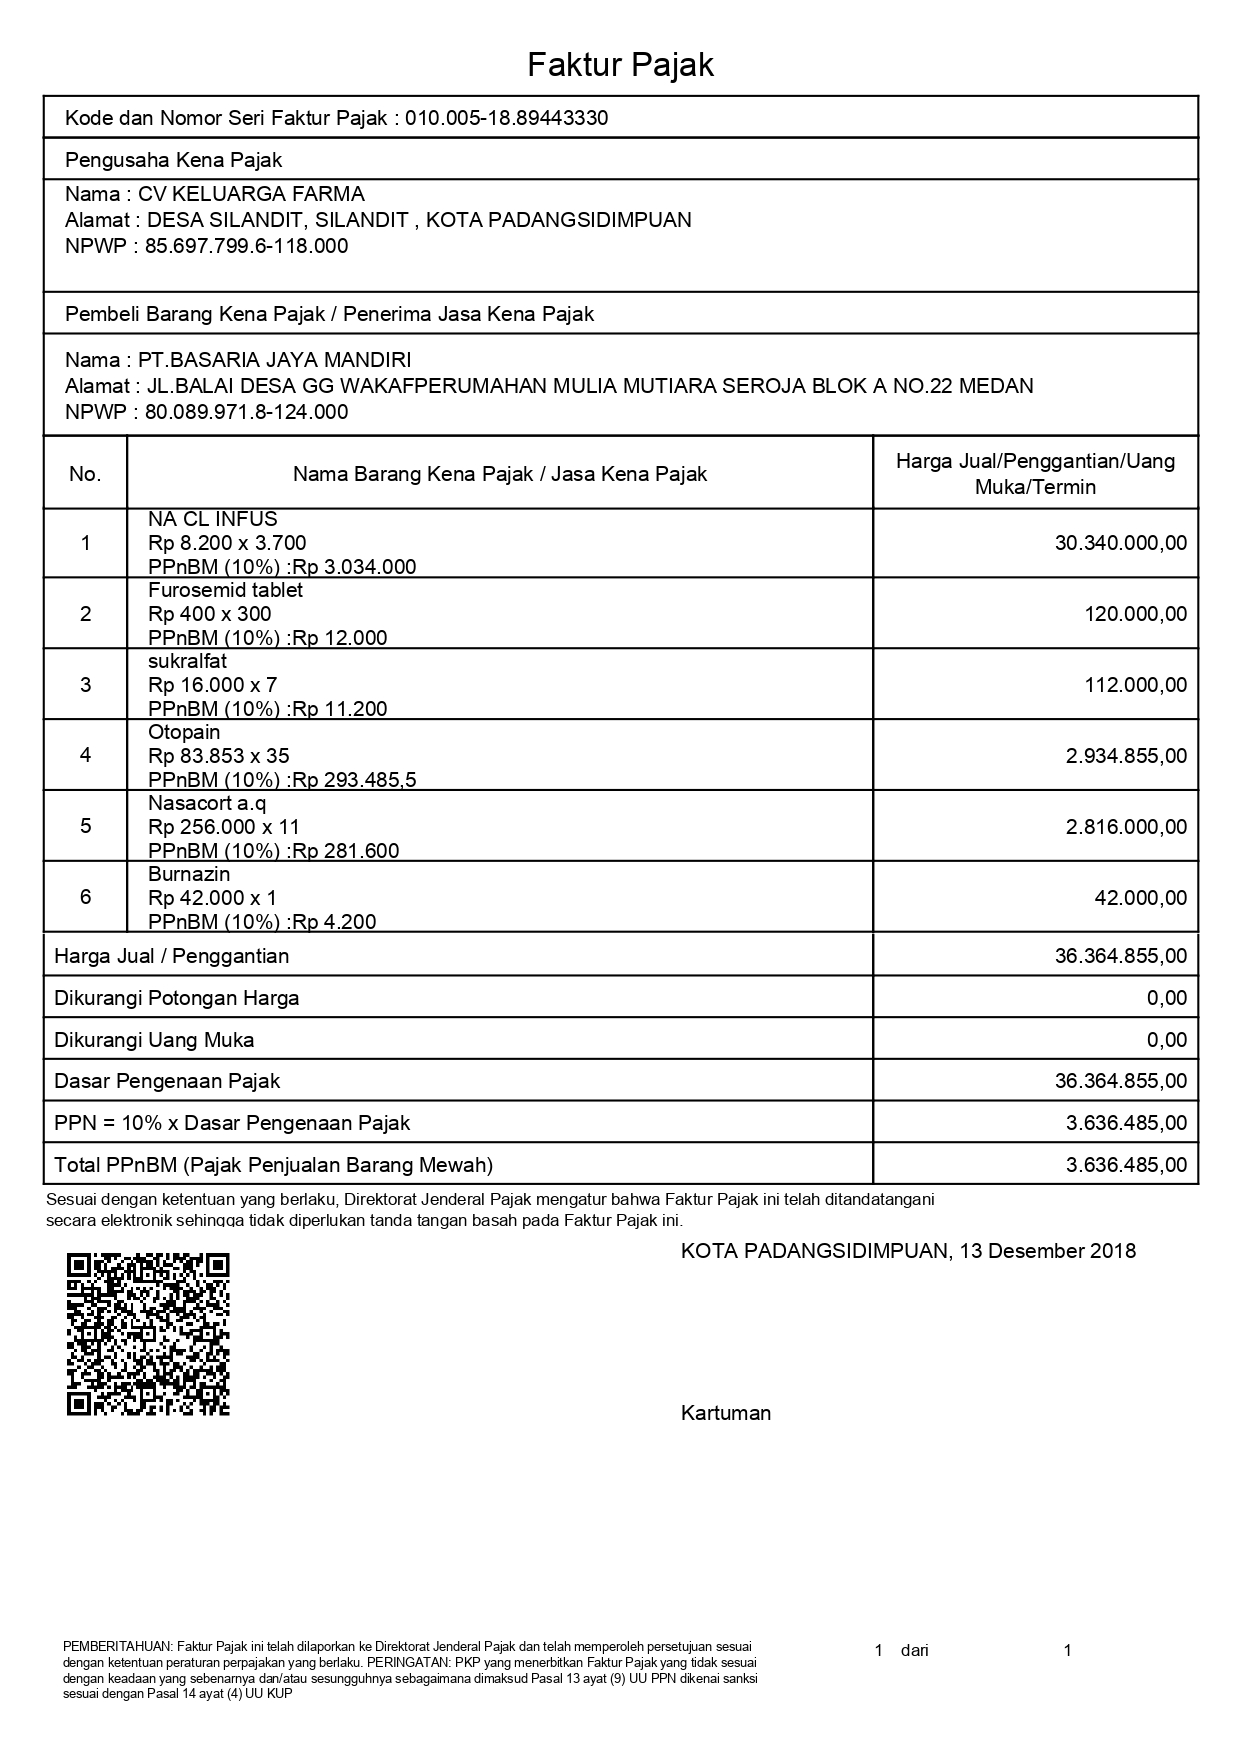 Faktur Pajak
Kode dan Nomor Seri Faktur Pajak : 010.005-18.89443330
Pengusaha Kena Pajak
Nama : CV KELUARGA FARMA
Alamat : DESA SILANDIT, SILANDIT , KOTA PADANGSIDIMPUAN
NPWP : 85.697.799.6-118.000
Pembeli Barang Kena Pajak / Penerima Jasa Kena Pajak
Nama : PT.BASARIA JAYA MANDIRI
Alamat : JL.BALAI DESA GG WAKAFPERUMAHAN MULIA MUTIARA SEROJA BLOK A NO.22 MEDAN
NPWP : 80.089.971.8-124.000
No.
Nama Barang Kena Pajak / Jasa Kena Pajak
Harga Jual/Penggantian/Uang
Muka/Termin
1
NA CL INFUS
Rp 8.200 x 3.700
PPnBM (10%) :Rp 3.034.000
30.340.000,00
2
Furosemid tablet
Rp 400 x 300
PPnBM (10%) :Rp 12.000
120.000,00
3
sukralfat
Rp 16.000 x 7
PPnBM (10%) :Rp 11.200
112.000,00
4
Otopain
Rp 83.853 x 35
PPnBM (10%) :Rp 293.485,5
2.934.855,00
5
Nasacort a.q
Rp 256.000 x 11
PPnBM (10%) :Rp 281.600
2.816.000,00
6
Burnazin
Rp 42.000 x 1
PPnBM (10%) :Rp 4.200
42.000,00
Harga Jual / Penggantian 36.364.855,00
Dikurangi Potongan Harga 0,00
Dikurangi Uang Muka 0,00
Dasar Pengenaan Pajak 36.364.855,00
PPN = 10% x Dasar Pengenaan Pajak 3.636.485,00
Total PPnBM (Pajak Penjualan Barang Mewah) 3.636.485,00
Sesuai dengan ketentuan yang berlaku, Direktorat Jenderal Pajak mengatur bahwa Faktur Pajak ini telah ditandatangani
secara elektronik sehingga tidak diperlukan tanda tangan basah pada Faktur Pajak ini.
KOTA PADANGSIDIMPUAN, 13 Desember 2018
Kartuman
PEMBERITAHUAN: Faktur Pajak ini telah dilaporkan ke Direktorat Jenderal Pajak dan telah memperoleh persetujuan sesuai
dengan ketentuan peraturan perpajakan yang berlaku. PERINGATAN: PKP yang menerbitkan Faktur Pajak yang tidak sesuai
dengan keadaan yang sebenarnya dan/atau sesungguhnya sebagaimana dimaksud Pasal 13 ayat (9) UU PPN dikenai sanksi
sesuai dengan Pasal 14 ayat (4) UU KUP
1 dari 1